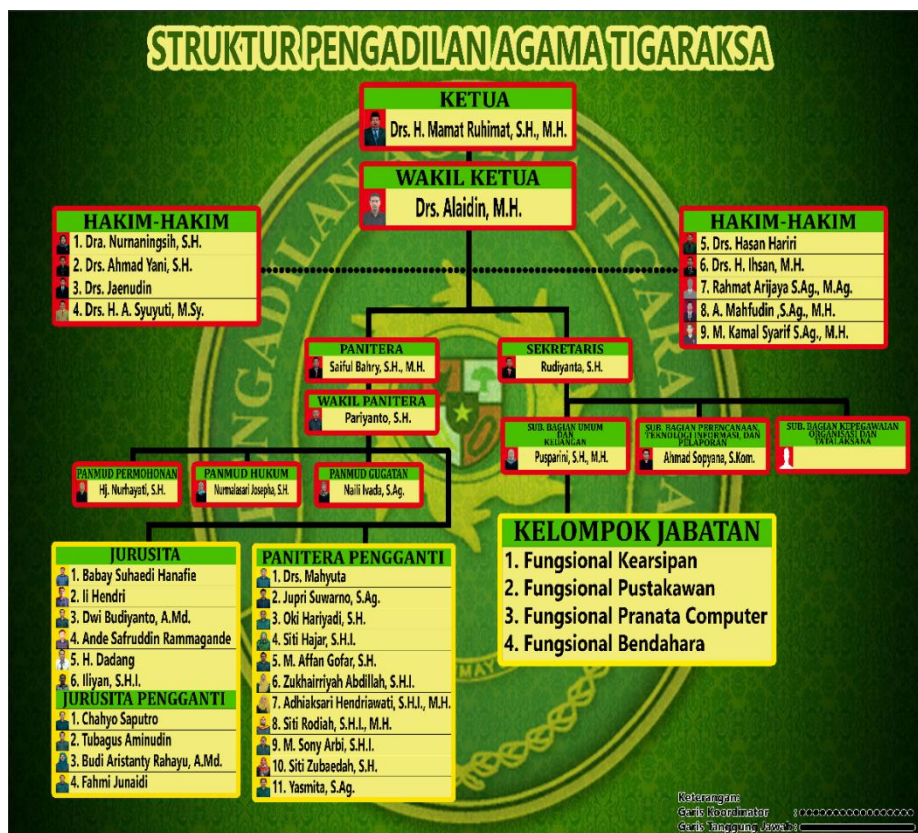 STRUKTUR PENGADILAN AGAMA TIGARAKSA
KETUA
Drs. H. Mamat Ruhimat, S.H., M.H.
WAKIL KETUA
Drs. Alaidin, M.H.
HAKIM-HAKIM
1. Dra. Nurnaningsih, S.H.
2. Drs. Ahmad Yani, S.H.
3. Drs. Jaenudin
4. Drs. H. A. Syuyuti, M.Sy.
HAKIM-HAKIM
5. Drs. Hasan Hariri
6. Drs. H. Ihsan, M.H.
7. Rahmat Arijaya S.Ag., M.Ag.
8. A. Mahfudin ,S.Ag., M.H.
9. M. Kamal Syarif S.Ag., M.H.
PANITERA
Saiful Bahry, S.H., M.H.
SEKRETARIS
Rudiyanta, S.H.
WAKIL PANITERA
Pariyanto, S.H.
SUB. BAGIAN UMUM
DAN
KEUANGAN
Pusparini, S.H., M.H.
SUB. BAGIAN PERENCANAAN,
TEKNOLOGI INFORMASI, DAN
PELAPORAN
Ahmad Sopyana, S.Kom.
SUB. BAGIAN KEPEGAWAIAN
ORGANISASI DAN
TATALAKSANA
PANMUD PERMOHONAN
Hj. Nurhayati, S.H.
PANMUD HUKUM
Nurmalasari Josepha, S.H.
PANMUD GUGATAN
Naili Ivada, S.Ag.
JURUSITA
1. Babay Suhaedi Hanafie
2. Ii Hendri
3. Dwi Budiyanto, A.Md.
4. Ande Safruddin Rammagande
5. H. Dadang
6. Iliyan, S.H.I.
JURUSITA PENGGANTI
1. Chahyo Saputro
2. Tubagus Aminudin
3. Budi Aristanty Rahayu, A.Md.
4. Fahmi Junaidi
PANITERA PENGGANTI
1. Drs. Mahyuta
2. Jupri Suwarno, S.Ag.
3. Oki Hariyadi, S.H.
4. Siti Hajar, S.H.I.
5. M. Affan Gofar, S.H.
6. Zukhairriyah Abdillah, S.H.I.
7. Adhiaksari Hendriawati, S.H.I., M.H.
8. Siti Rodiah, S.H.I., M.H.
9. M. Sony Arbi, S.H.I.
10. Siti Zubaedah, S.H.
11. Yasmita, S.Ag.
KELOMPOK JABATAN
1. Fungsional Kearsipan
2. Fungsional Pustakawan
3. Fungsional Pranata Computer
4. Fungsional Bendahara
PENGADILAN AGAMA TIGARAKSA
Keterangan:
Garis Koordinator :
Garis Tanggung Jawab :